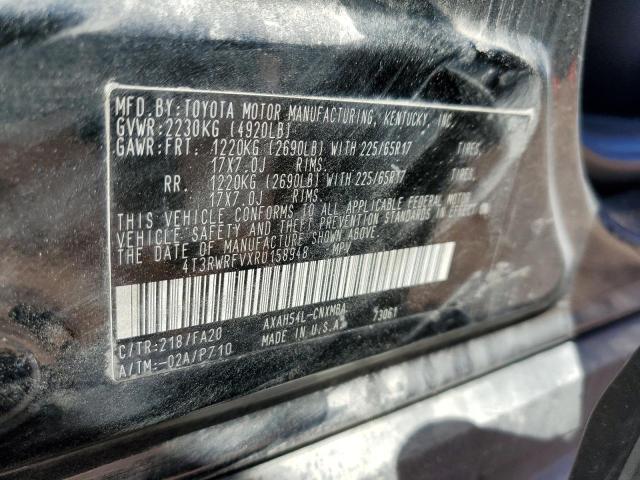 MFD.BY:TOYOTA MOTOR MANUFACTURING, KENTUCKY, INC.
GVWR:2230KG (4920LB)
GAWR:FRT. 1220KG (2690LB) WITH 225/65R17 TIRES,
17X7.0J RIMS,
RR. 1220KG (2690LB) WITH 225/65R17 TIRES,
17X7.0J RIMS.
THIS VEHICLE CONFORMS TO ALL APPLICABLE FEDERAL MOTOR
VEHICLE SAFETY AND THEFT PREVENTION STANDARDS IN EFFECT ON
THE DATE OF MANUFACTURE SHOWN ABOVE.
4T3RWRFVXRU158948 MPV
C/TR:218/FA20 AXAH54L-CNXMBA 73061
A/TM:-02A/PZ10 MADE IN U.S.A.